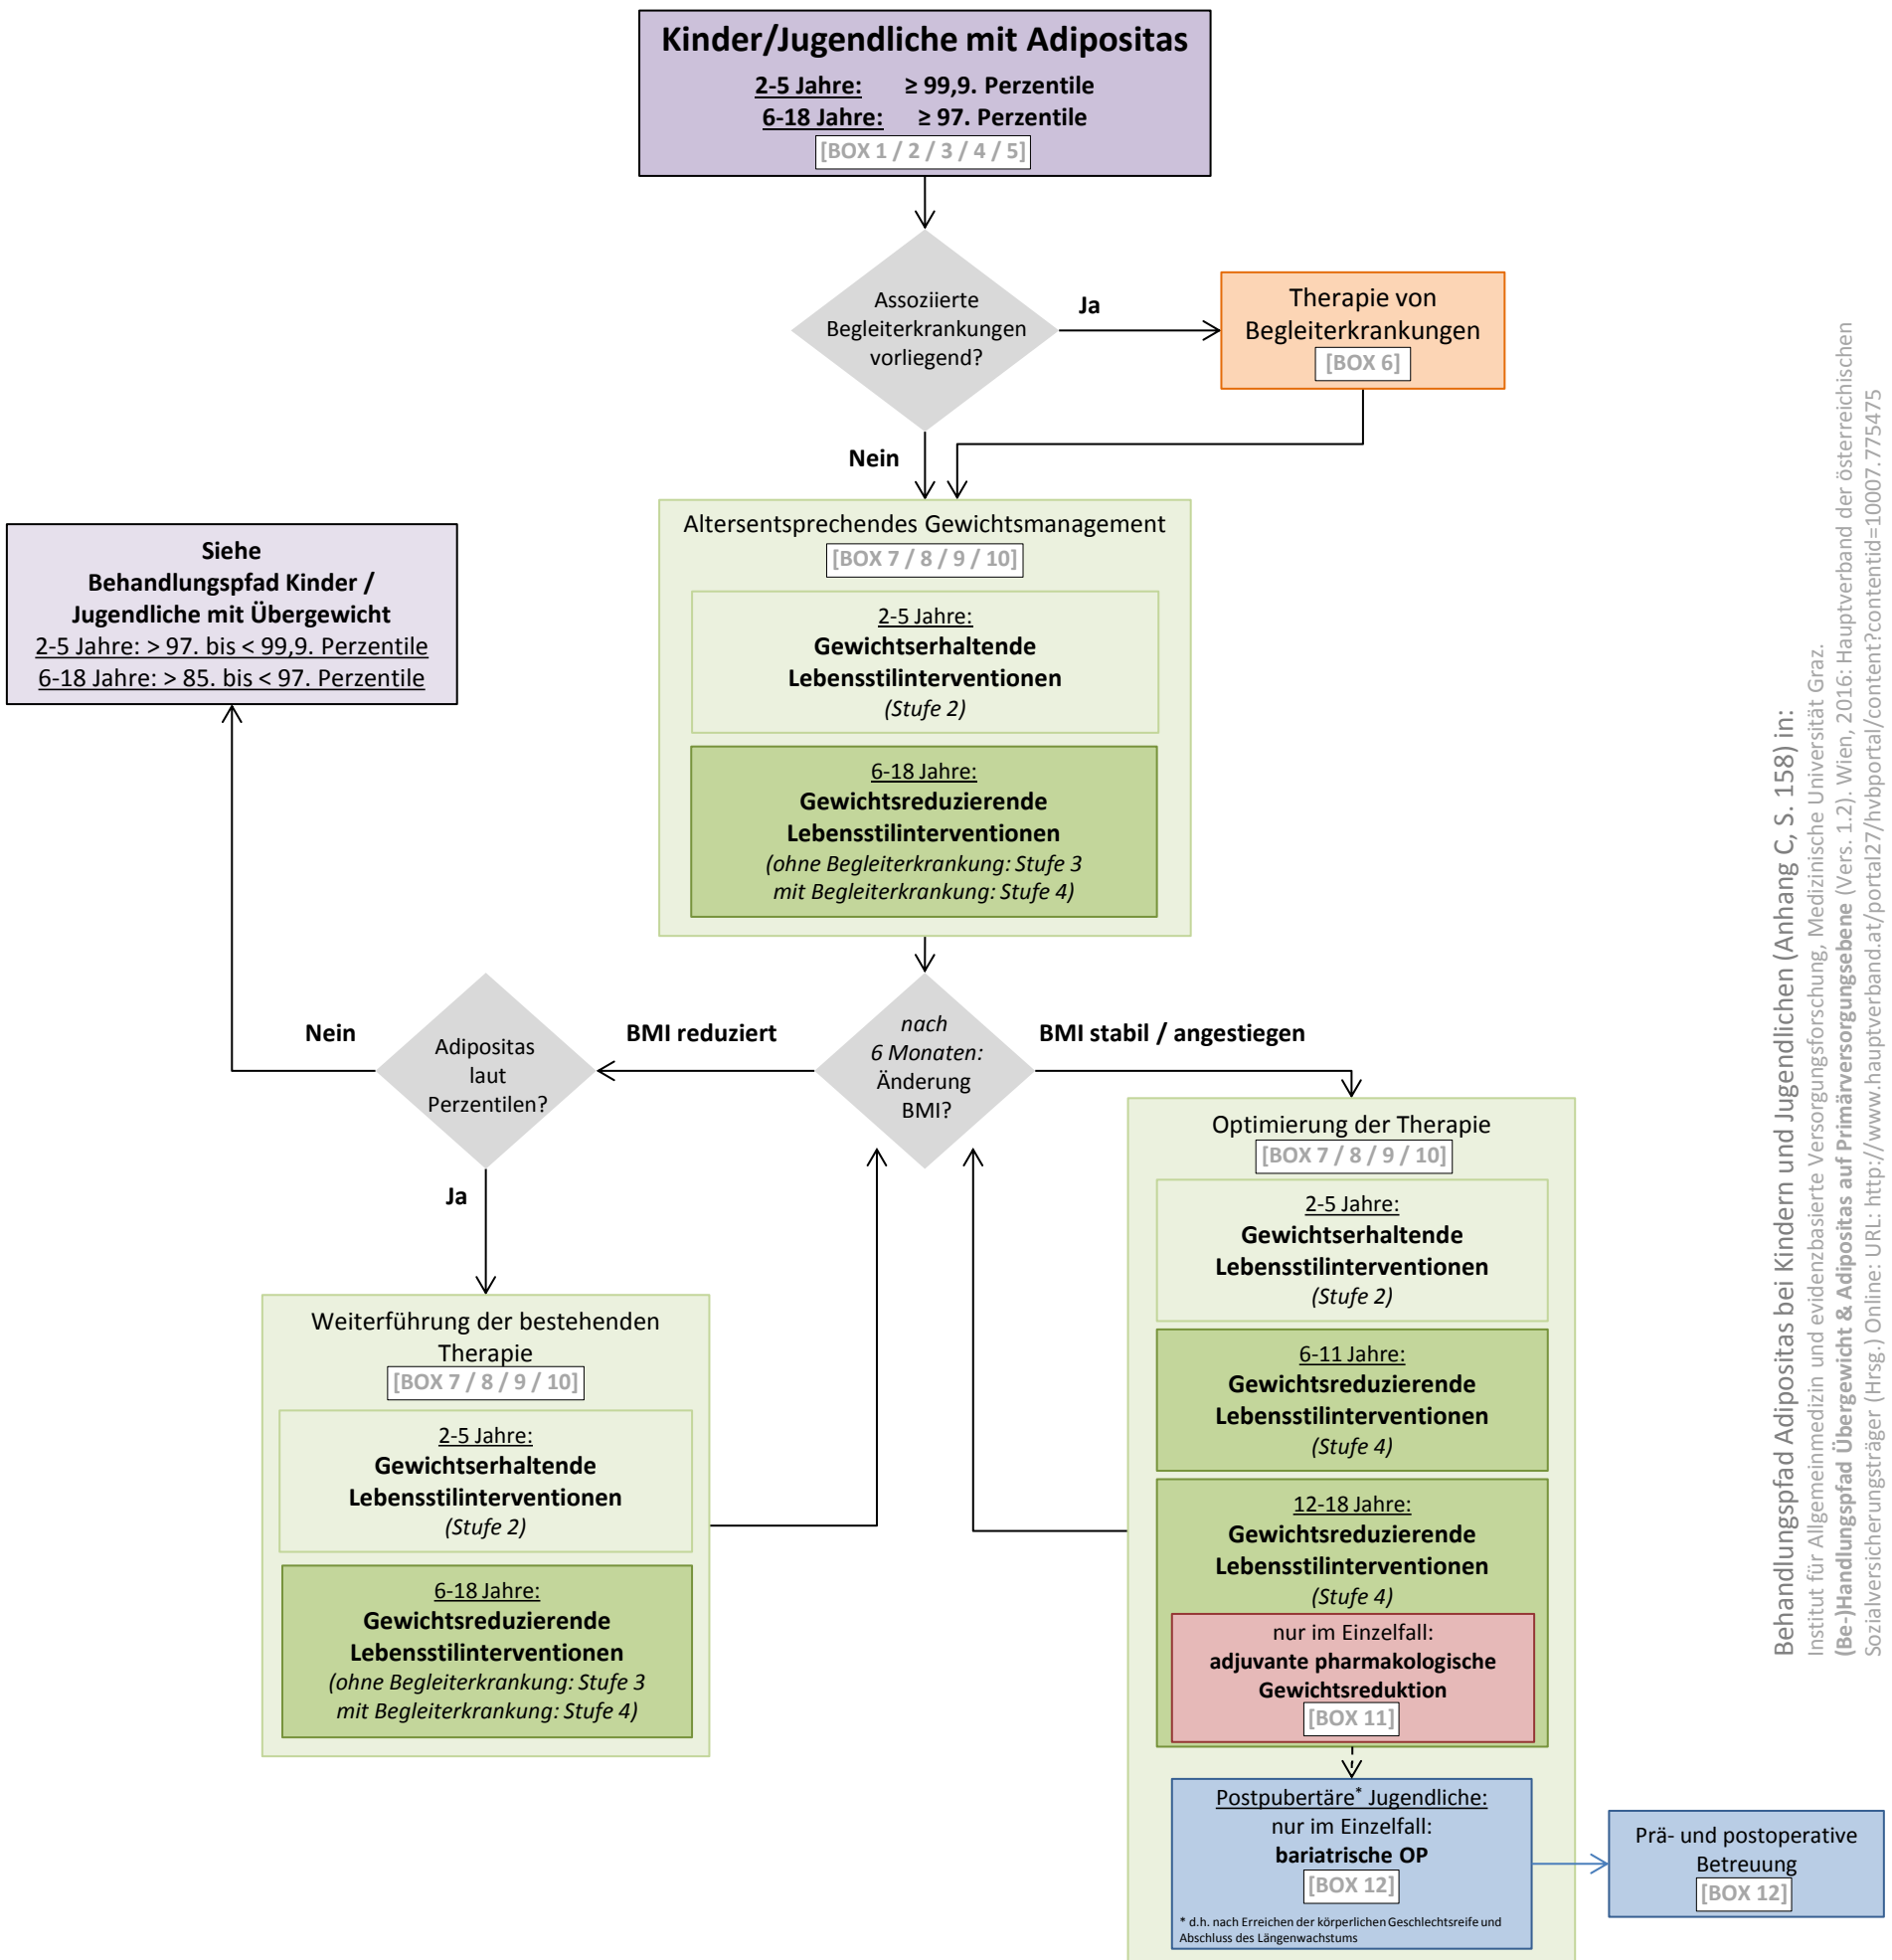 Kinder/Jugendliche mit Adipositas
2-5 Jahre: ≥ 99,9. Perzentile
6-18 Jahre: ≥ 97. Perzentile
[BOX 1 / 2 / 3 / 4 / 5]
Assoziierte
Begleiterkrankungen
vorliegend?
Ja
Therapie von
Begleiterkrankungen
[BOX 6]
Nein
Altersentsprechendes Gewichtsmanagement
[BOX 7 / 8 / 9 / 10]
2-5 Jahre:
Gewichtserhaltende
Lebensstilinterventionen
(Stufe 2)
6-18 Jahre:
Gewichtsreduzierende
Lebensstilinterventionen
(ohne Begleiterkrankung: Stufe 3
mit Begleiterkrankung: Stufe 4)
Siehe
Behandlungspfad Kinder /
Jugendliche mit Übergewicht
2-5 Jahre: > 97. bis < 99,9. Perzentile
6-18 Jahre: > 85. bis < 97. Perzentile
Nein
Adipositas
laut
Perzentilen?
BMI reduziert
nach
6 Monaten:
Änderung
BMI?
BMI stabil / angestiegen
Ja
Weiterführung der bestehenden
Therapie
[BOX 7 / 8 / 9 / 10]
2-5 Jahre:
Gewichtserhaltende
Lebensstilinterventionen
(Stufe 2)
6-18 Jahre:
Gewichtsreduzierende
Lebensstilinterventionen
(ohne Begleiterkrankung: Stufe 3
mit Begleiterkrankung: Stufe 4)
Optimierung der Therapie
[BOX 7 / 8 / 9 / 10]
2-5 Jahre:
Gewichtserhaltende
Lebensstilinterventionen
(Stufe 2)
6-11 Jahre:
Gewichtsreduzierende
Lebensstilinterventionen
(Stufe 4)
12-18 Jahre:
Gewichtsreduzierende
Lebensstilinterventionen
(Stufe 4)
nur im Einzelfall:
adjuvante pharmakologische
Gewichtsreduktion
[BOX 11]
Postpubertäre* Jugendliche:
nur im Einzelfall:
bariatrische OP
[BOX 12]
* d.h. nach Erreichen der körperlichen Geschlechtsreife und
Abschluss des Längenwachstums
Prä- und postoperative
Betreuung
[BOX 12]
Behandlungspfad Adipositas bei Kindern und Jugendlichen (Anhang C, S. 158) in:
Institut für Allgemeinmedizin und evidenzbasierte Versorgungsforschung, Medizinische Universität Graz.
(Be-)Handlungspfad Übergewicht & Adipositas auf Primärversorgungsebene (Vers. 1.2). Wien, 2016: Hauptverband der österreichischen
Sozialversicherungsträger (Hrsg.) Online: URL: http://www.hauptverband.at/portal27/hvbportal/content?contentid=10007.775475